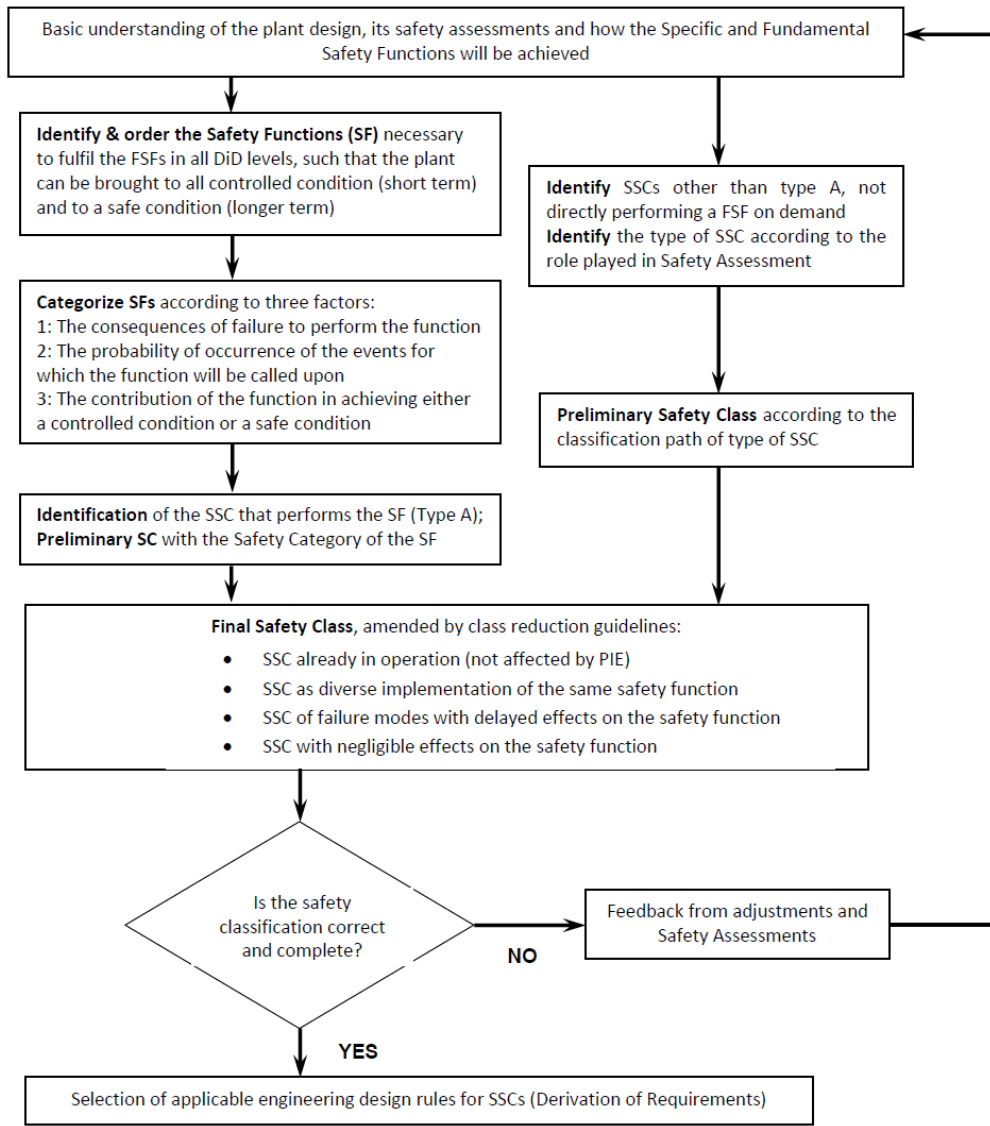 Basic understanding of the plant design, its safety assessments and how the Specific and Fundamental
Safety Functions will be achieved
Identify & order the Safety Functions (SF) necessary
to fulfil the FSFs in all DiD levels, such that the plant
can be brought to all controlled condition (short term)
and to a safe condition (longer term)
Identify SSCs other than type A, not
directly performing a FSF on demand
Identify the type of SSC according to the
role played in Safety Assessment
Categorize SFs according to three factors:
1: The consequences of failure to perform the function
2: The probability of occurrence of the events for
which the function will be called upon
3: The contribution of the function in achieving either
a controlled condition or a safe condition
Preliminary Safety Class according to the
classification path of type of SSC
Identification of the SSC that performs the SF (Type A);
Preliminary SC with the Safety Category of the SF
Final Safety Class, amended by class reduction guidelines:
• SSC already in operation (not affected by PIE)
• SSC as diverse implementation of the same safety function
• SSC of failure modes with delayed effects on the safety function
• SSC with negligible effects on the safety function
Is the safety
classification correct
and complete?
NO
Feedback from adjustments and
Safety Assessments
YES
Selection of applicable engineering design rules for SSCs (Derivation of Requirements)